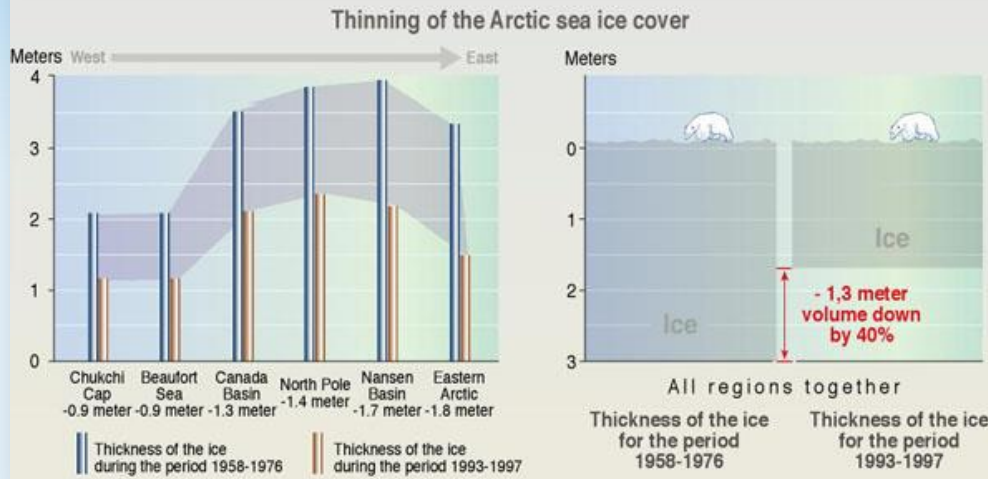 Thinning of the Arctic sea ice cover
Meters West East
4
3
2
1
0
Chukchi Cap -0.9 meter
Beaufort Sea -0.9 meter
Canada Basin -1.3 meter
North Pole -1.4 meter
Nansen Basin -1.7 meter
Eastern Arctic -1.8 meter
Thickness of the ice
during the period 1958-1976
Thickness of the ice
during the period 1993-1997
Meters
0
1
2
3
Ice
Ice
- 1,3 meter
volume down
by 40%
All regions together
Thickness of the ice
for the period
1958-1976
Thickness of the ice
for the period
1993-1997